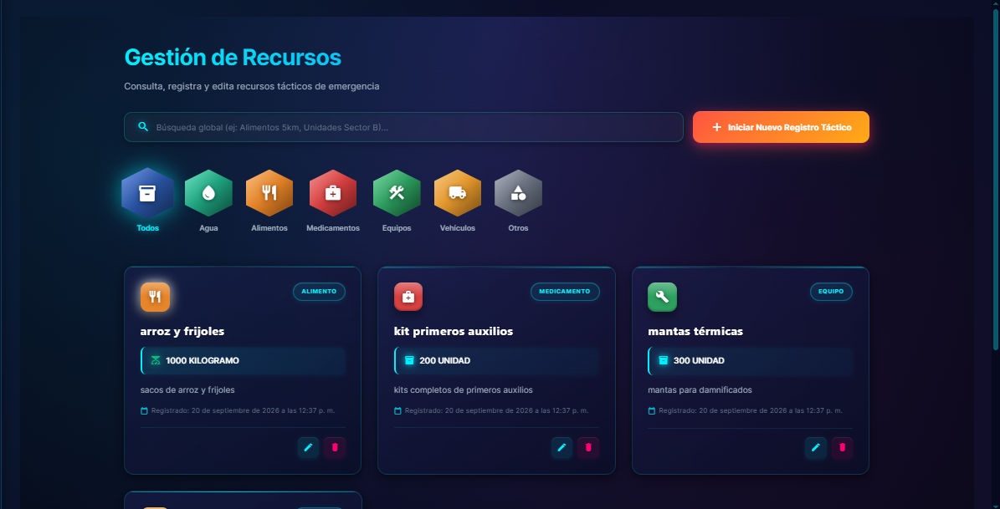 Gestión de Recursos
Consulta, registra y edita recursos tácticos de emergencia
Búsqueda global (ej: Alimentos 5km, Unidades Sector B)...
Iniciar Nuevo Registro Táctico
Todos
Agua
Alimentos
Medicamentos
Equipos
Vehículos
Otros
ALIMENTO
arroz y frijoles
1000 KILOGRAMO
sacos de arroz y frijoles
Registrado: 20 de septiembre de 2026 a las 12:37 p. m.
MEDICAMENTO
kit primeros auxilios
200 UNIDAD
kits completos de primeros auxilios
Registrado: 20 de septiembre de 2026 a las 12:37 p. m.
EQUIPO
mantas térmicas
300 UNIDAD
mantas para damnificados
Registrado: 20 de septiembre de 2026 a las 12:37 p. m.